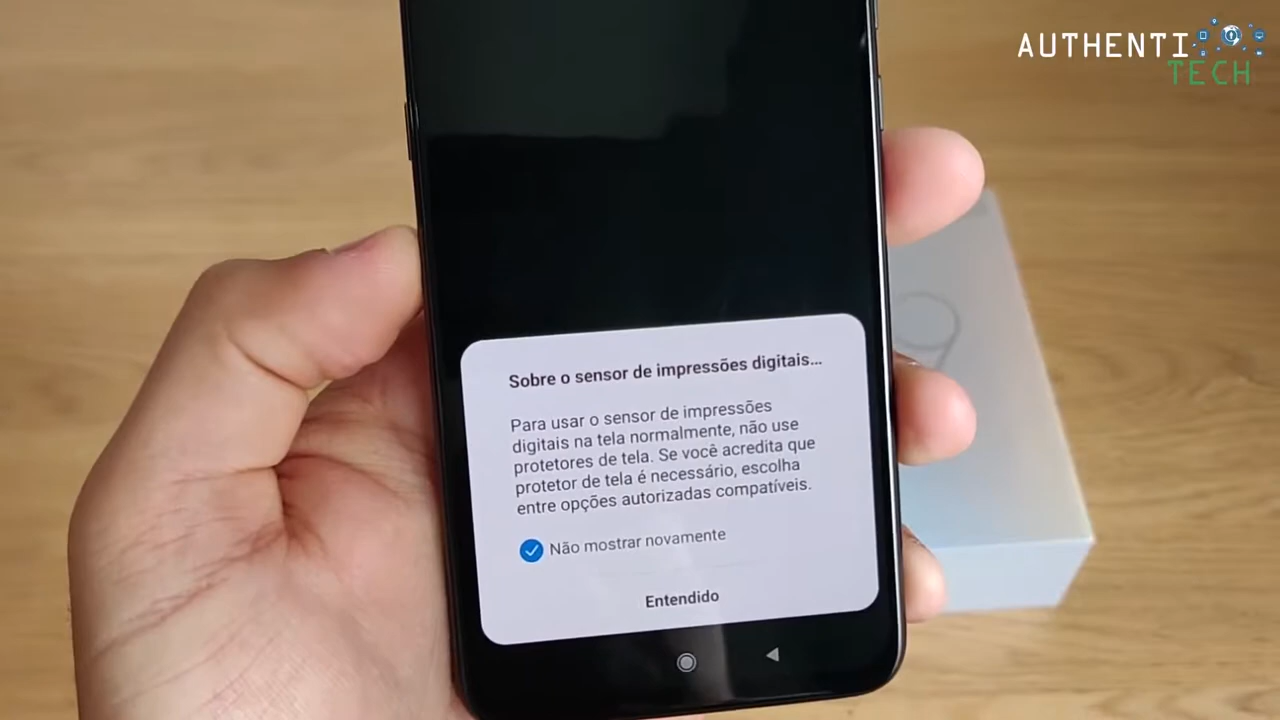 AUTHENTI
TECH
Sobre o sensor de impressões digitais...
Para usar o sensor de impressões
digitais na tela normalmente, não use
protetores de tela. Se você acredita que
protetor de tela é necessário, escolha
entre opções autorizadas compatíveis.
Não mostrar novamente
Entendido
9